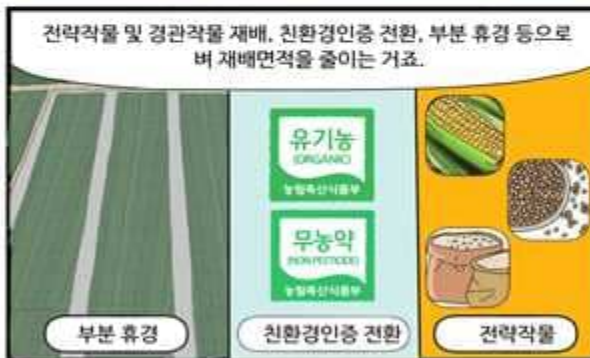 전략작물 및 경관작물 재배, 친환경인증 전환, 부분 휴경 등으로
벼 재배면적을 줄이는 거죠.
유기농
(ORGANIC)
농림축산식품부
무농약
(NON PESTICIDE)
농림축산식품부
부분 휴경
친환경인증 전환
전략작물